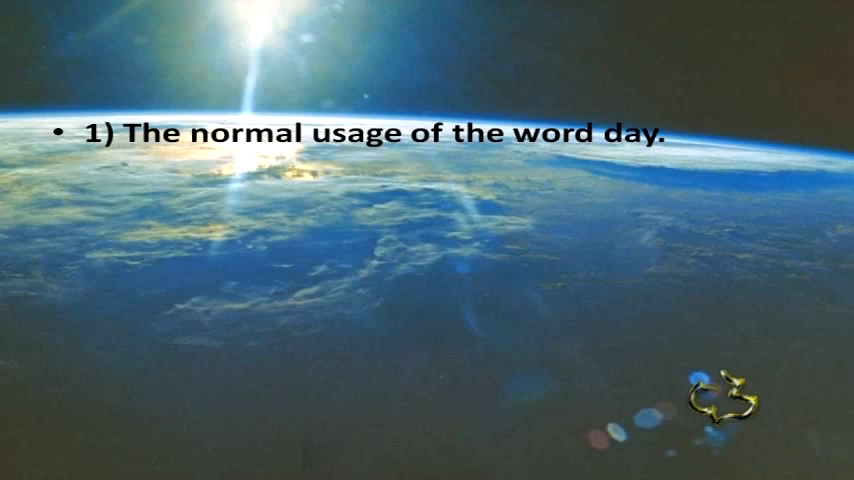 • 1) The normal usage of the word day.